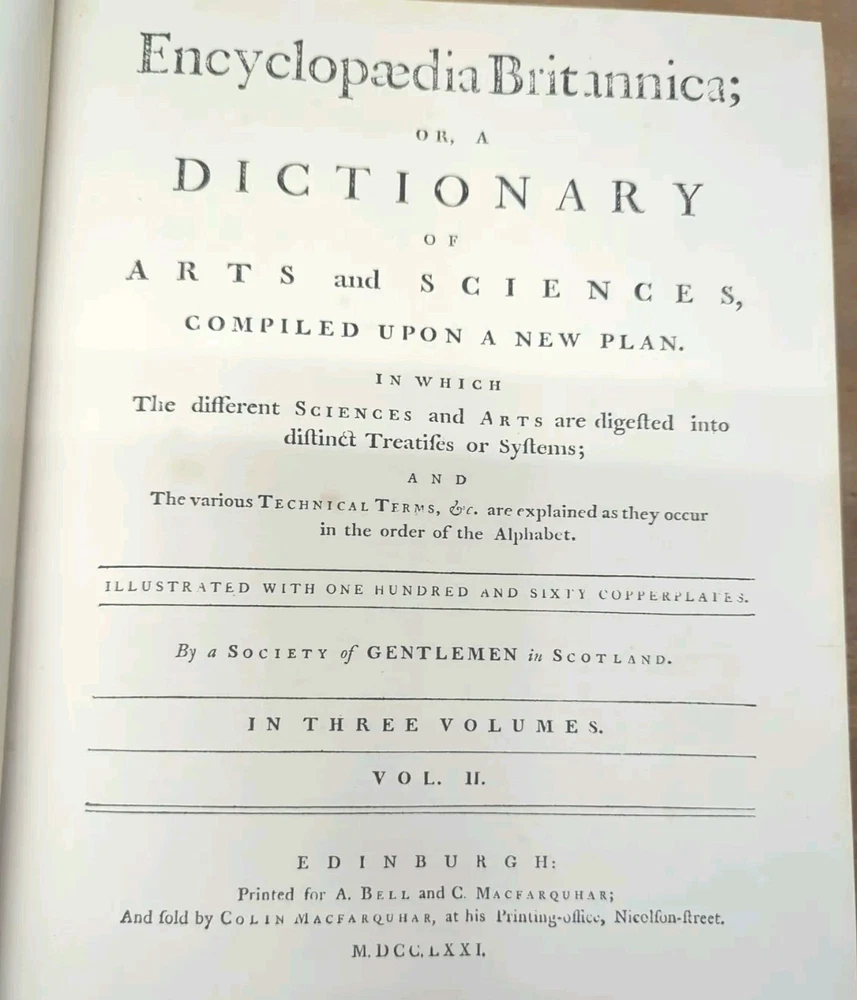 Encyclopædia Britannica;
OR, A
DICTIONARY
OF
ARTS and SCIENCES,
COMPILED UPON A NEW PLAN.
IN WHICH
The different SCIENCES and ARTS are digeſted into
diſtinct Treatiſes or Syſtems;
AND
The various TECHNICAL TERMS, &c. are explained as they occur
in the order of the Alphabet.
ILLUSTRATED WITH ONE HUNDRED AND SIXTY COPPERPLATES.
By a SOCIETY of GENTLEMEN in SCOTLAND.
IN THREE VOLUMES.
VOL. II.
EDINBURGH:
Printed for A. BELL and C. MACFARQUHAR;
And ſold by COLIN MACFARQUHAR, at his Printing-office, Nicolſon-ſtreet.
M.DCC.LXXI.